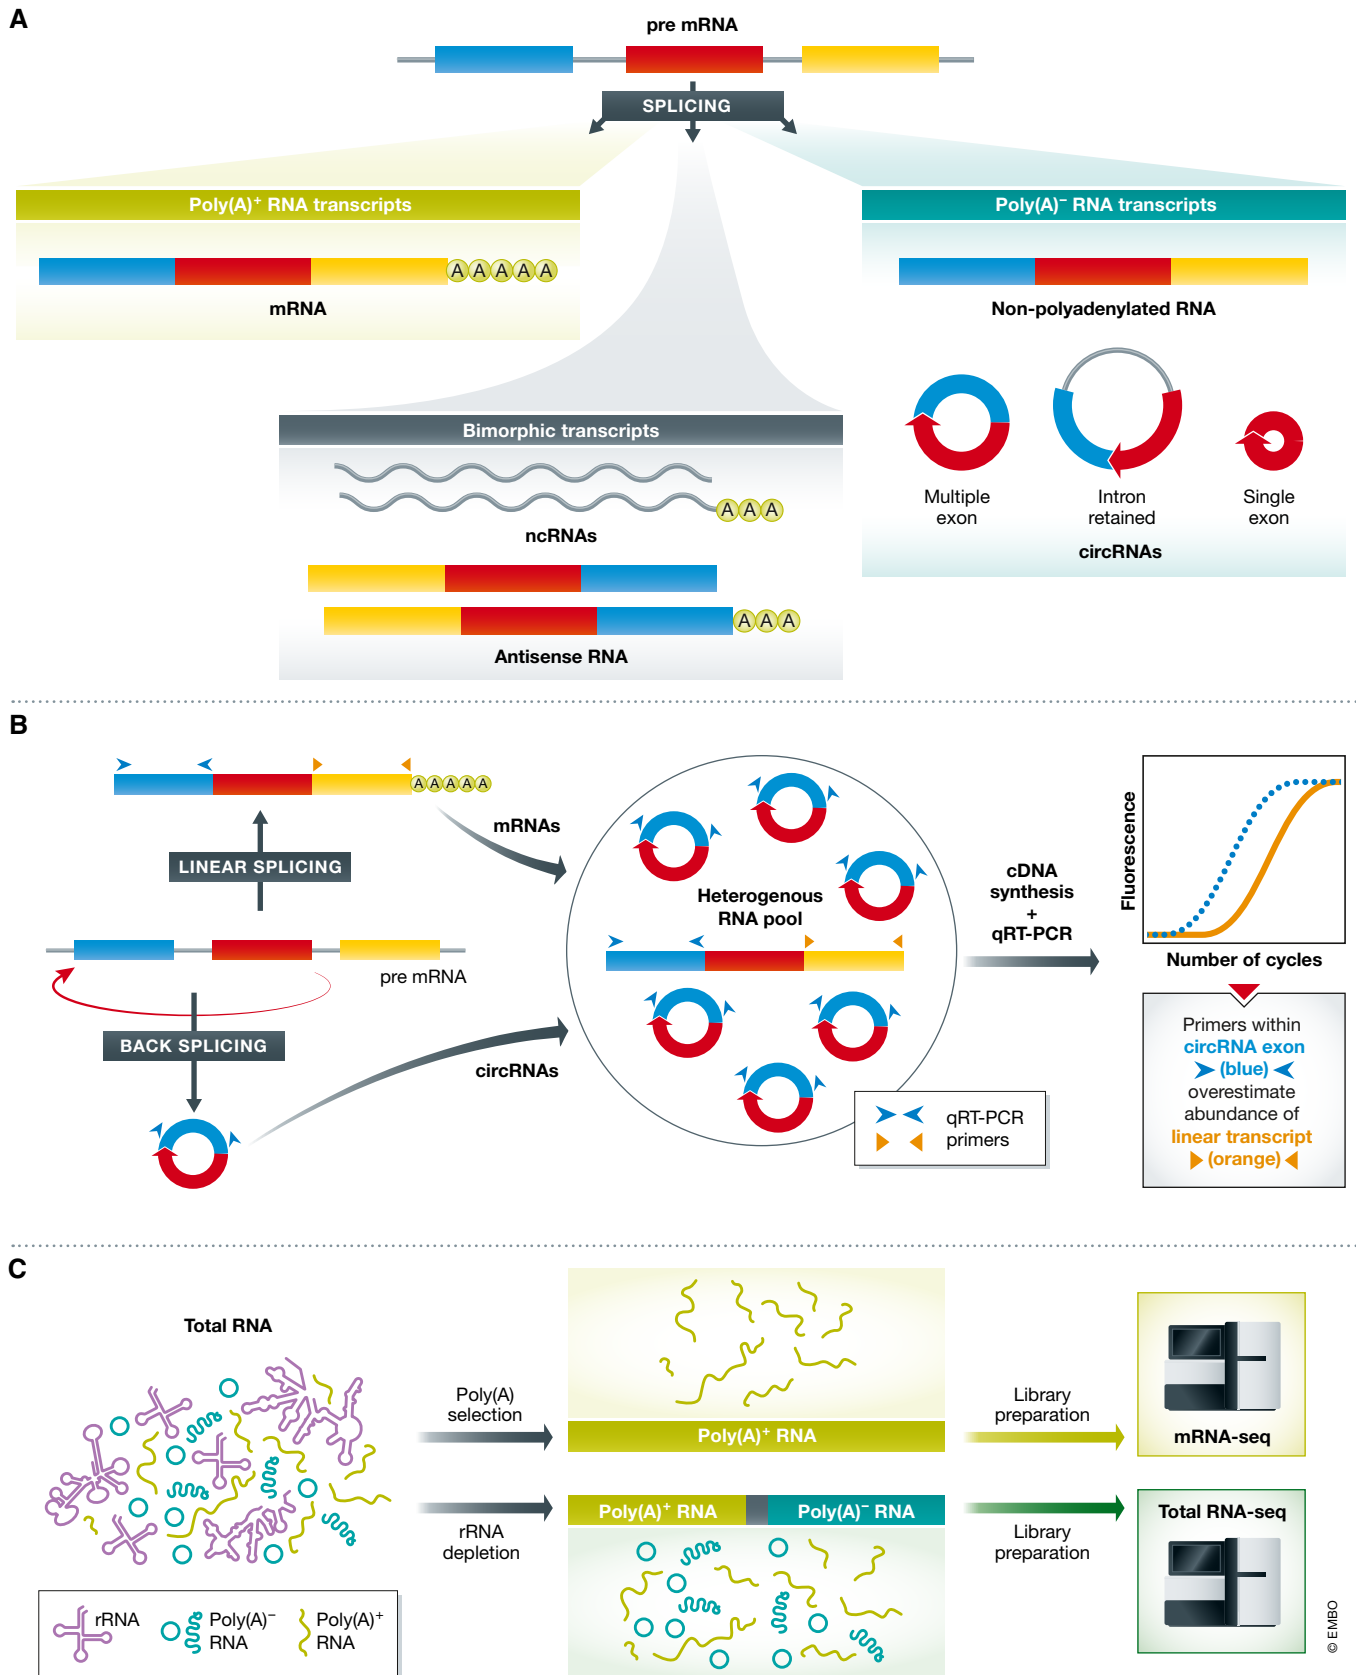 A
pre mRNA
SPLICING
Poly(A)+ RNA transcripts
AAAAA
mRNA
Bimorphic transcripts
AAA
ncRNAs
AAA
Antisense RNA
Poly(A)− RNA transcripts
Non-polyadenylated RNA
Multiple
exon
Intron
retained
Single
exon
circRNAs
B
AAAAA
LINEAR SPLICING
pre mRNA
BACK SPLICING
mRNAs
circRNAs
Heterogenous
RNA pool
qRT-PCR
primers
cDNA
synthesis
+
qRT-PCR
Fluorescence
Number of cycles
Primers within
circRNA exon
(blue)
overestimate
abundance of
linear transcript
(orange)
C
Total RNA
rRNA
Poly(A)−
RNA
Poly(A)+
RNA
Poly(A)
selection
rRNA
depletion
Poly(A)+ RNA
Poly(A)+ RNA
Poly(A)− RNA
Library
preparation
Library
preparation
mRNA-seq
Total RNA-seq
© EMBO